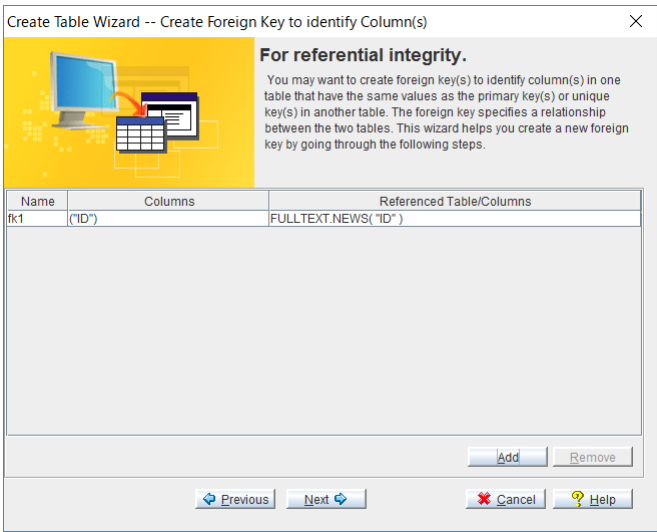 Create Table Wizard -- Create Foreign Key to identify Column(s)
For referential integrity.
You may want to create foreign key(s) to identify column(s) in one
table that have the same values as the primary key(s) or unique
key(s) in another table. The foreign key specifies a relationship
between the two tables. This wizard helps you create a new foreign
key by going through the following steps.
Name Columns Referenced Table/Columns
fk1 ("ID") FULLTEXT.NEWS( "ID" )
Add Remove
Previous Next Cancel Help